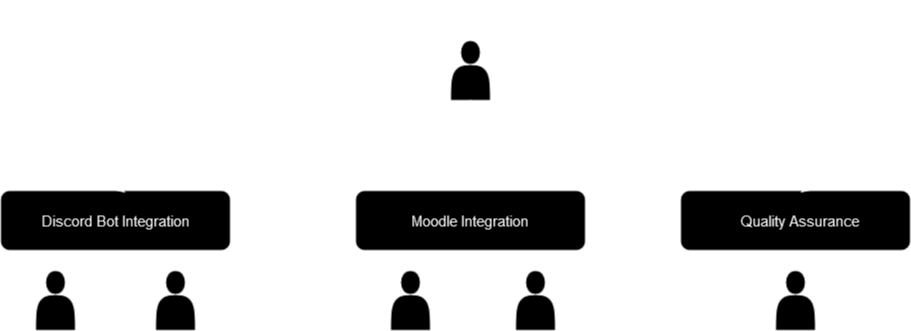 Discord Bot Integration
Moodle Integration
Quality Assurance